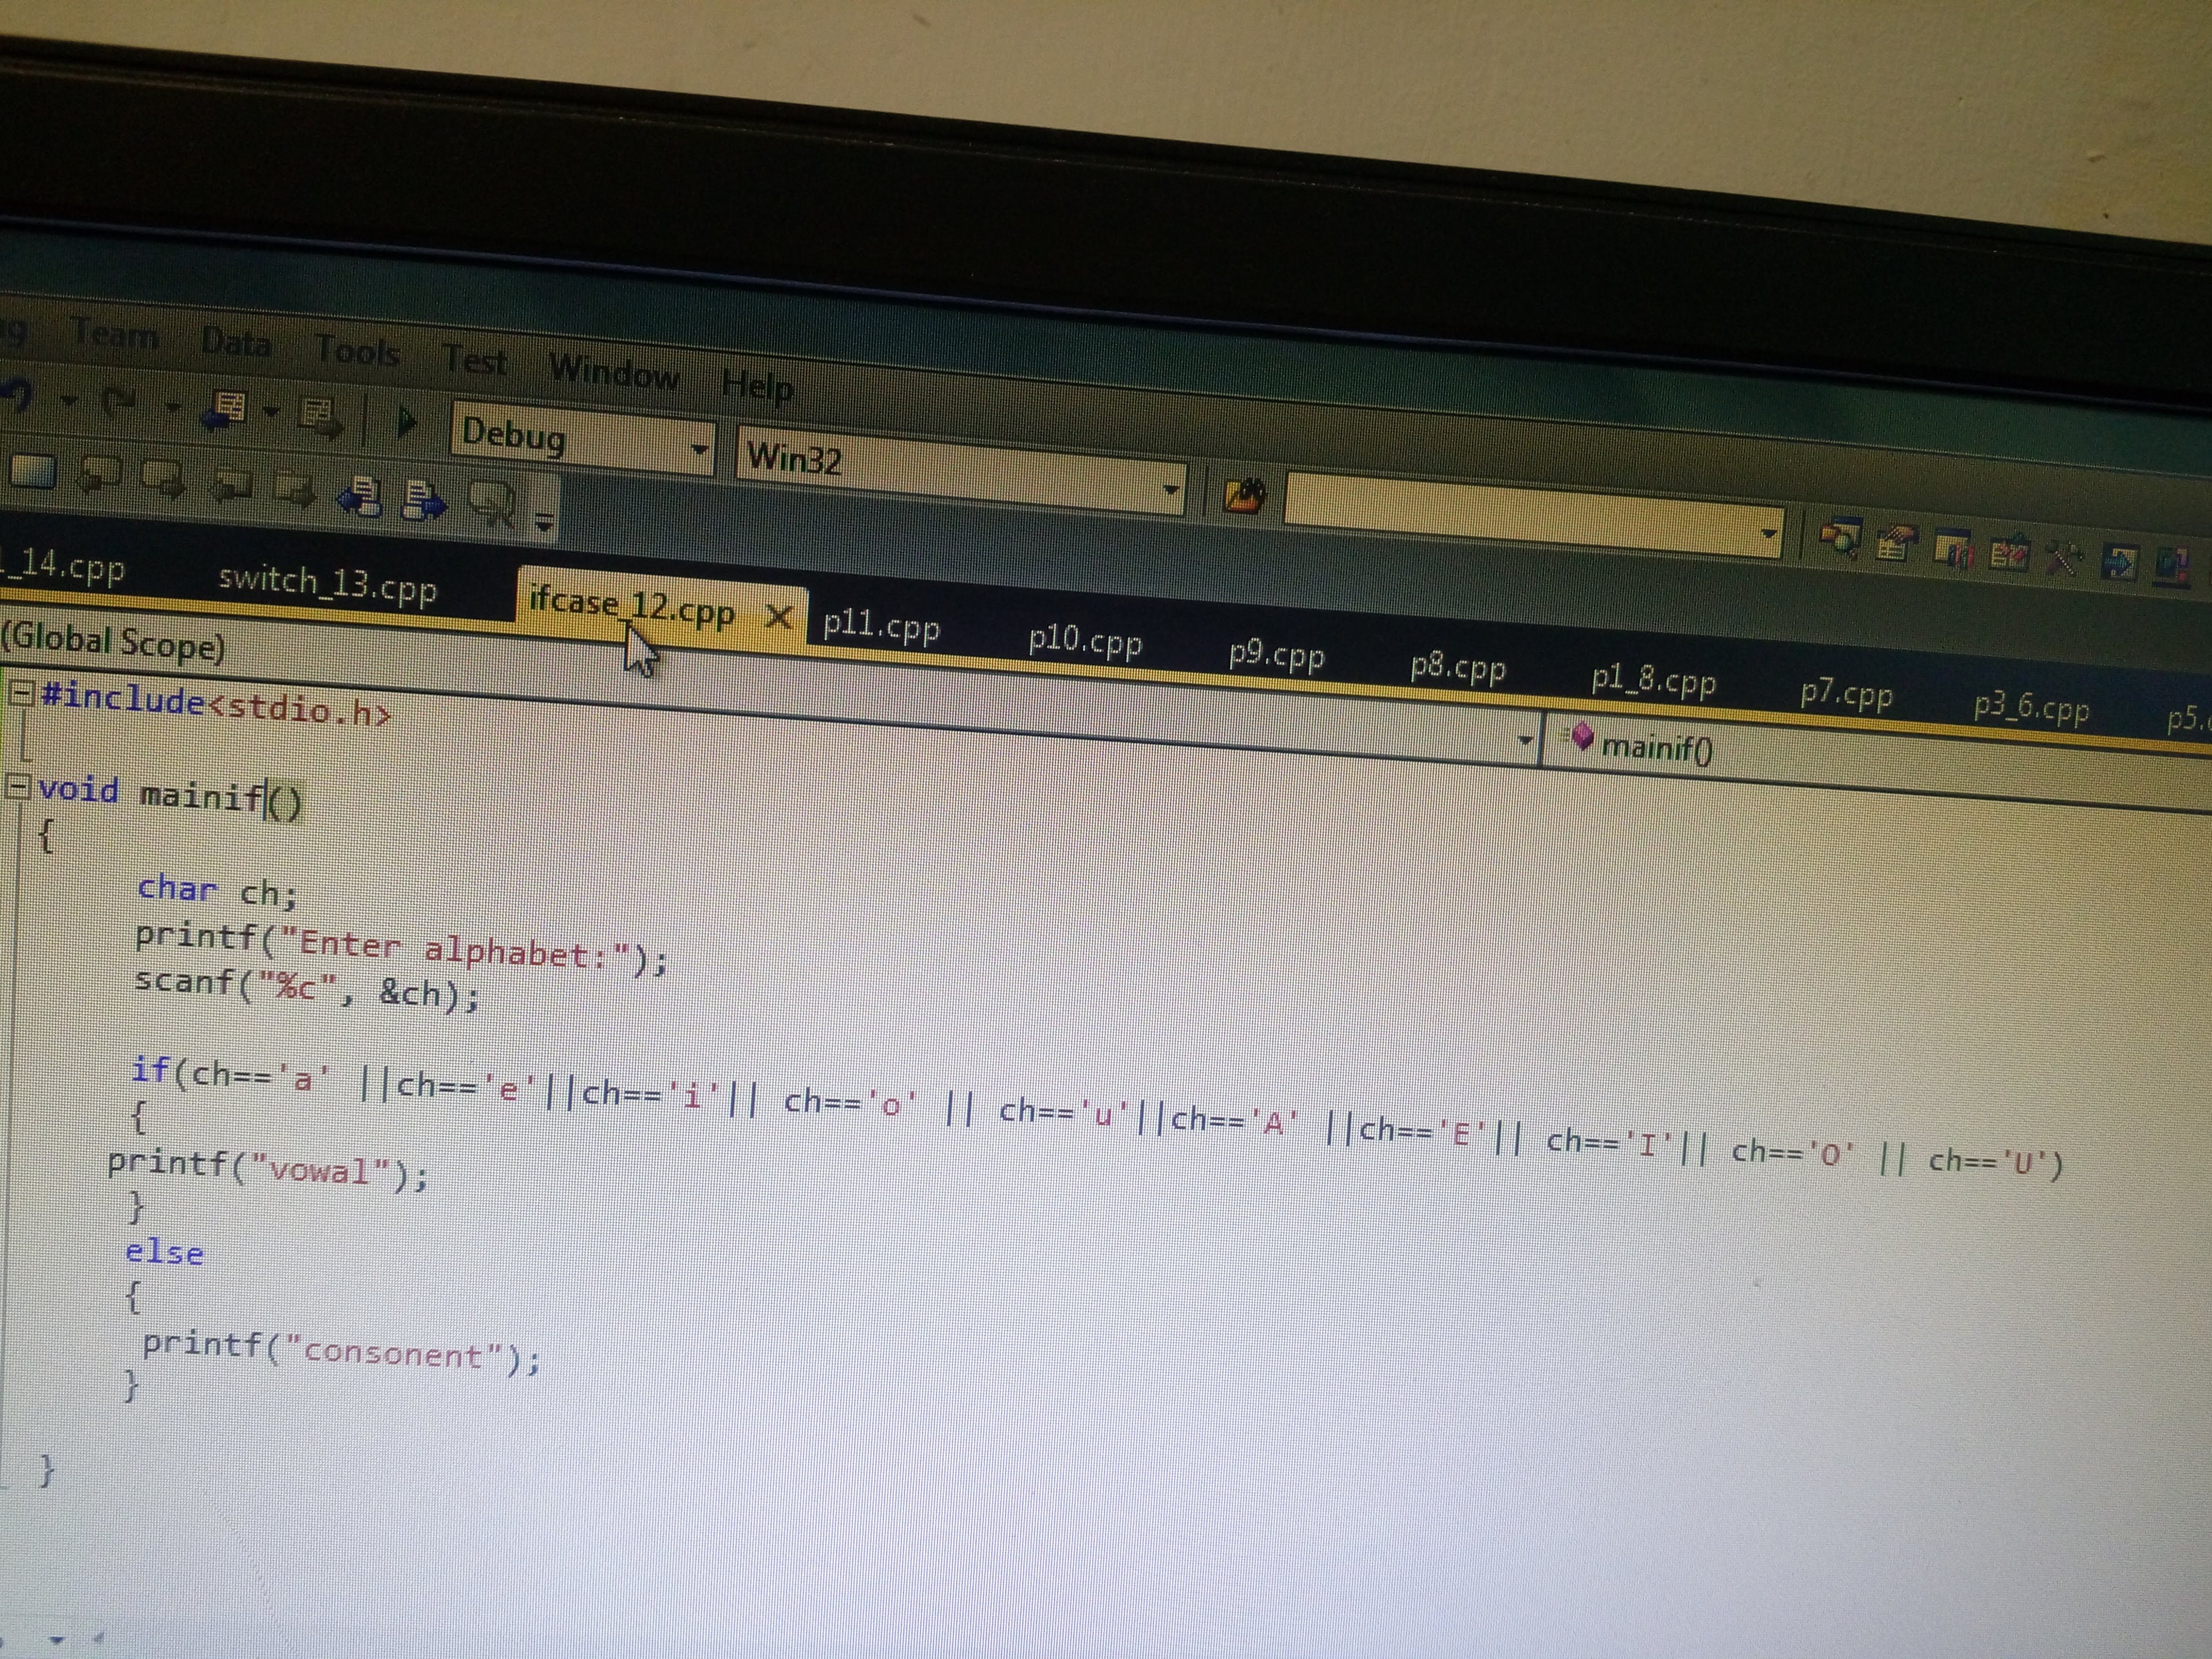 Team Data Tools Test Window Help
Debug Win32
_14.cpp switch_13.cpp ifcase_12.cpp p11.cpp p10.cpp p9.cpp p8.cpp p1_8.cpp p7.cpp p3_6.cpp
(Global Scope) mainif()
#include<stdio.h>
void mainif()
{
char ch;
printf("Enter alphabet:");
scanf("%c", &ch);
if(ch=='a' ||ch=='e'||ch=='i'|| ch=='o' || ch=='u'||ch=='A' ||ch=='E'|| ch=='I'|| ch=='O' || ch=='U')
{
printf("vowal");
}
else
{
printf("consonent");
}
}